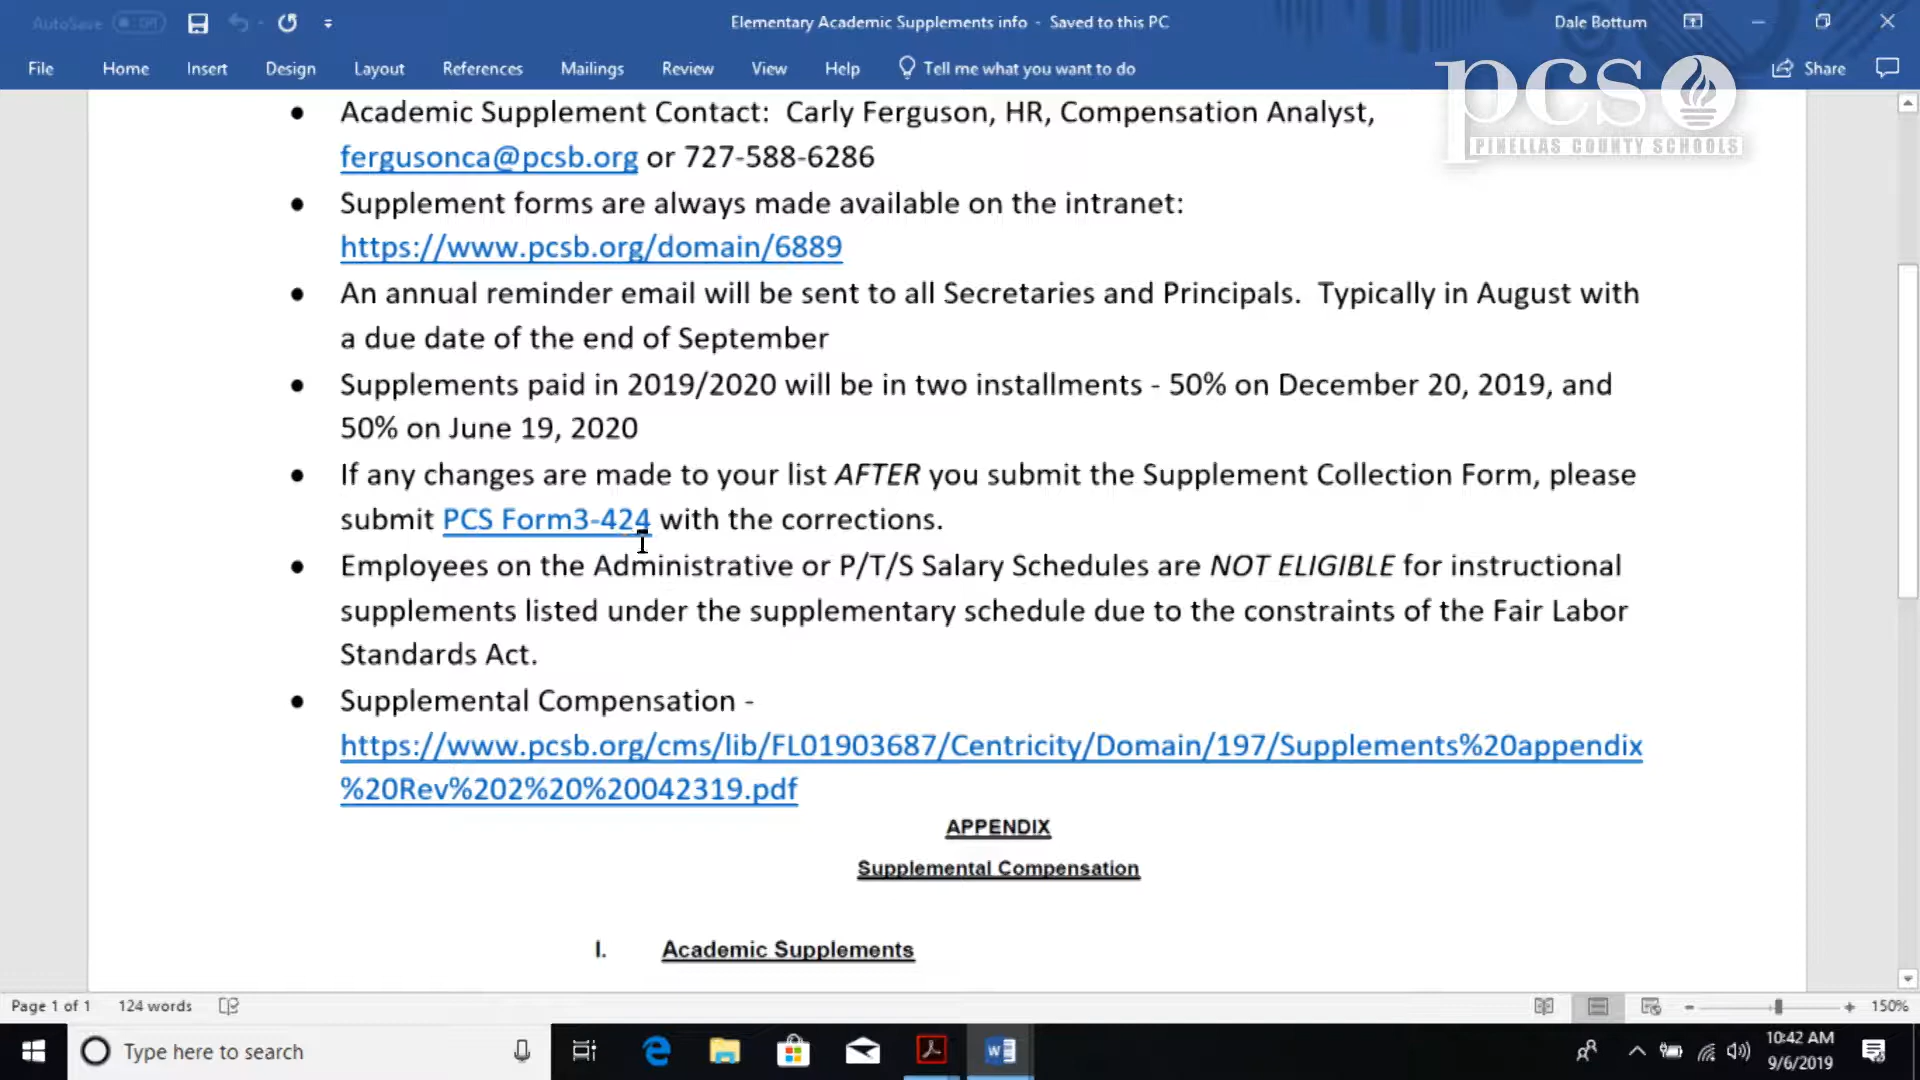 AutoSave Off
Elementary Academic Supplements info - Saved to this PC
Dale Bottum
File Home Insert Design Layout References Mailings Review View Help Tell me what you want to do Share
pcs
PINELLAS COUNTY SCHOOLS
• Academic Supplement Contact: Carly Ferguson, HR, Compensation Analyst,
fergusonca@pcsb.org or 727-588-6286
• Supplement forms are always made available on the intranet:
https://www.pcsb.org/domain/6889
• An annual reminder email will be sent to all Secretaries and Principals. Typically in August with
a due date of the end of September
• Supplements paid in 2019/2020 will be in two installments - 50% on December 20, 2019, and
50% on June 19, 2020
• If any changes are made to your list AFTER you submit the Supplement Collection Form, please
submit PCS Form3-424 with the corrections.
• Employees on the Administrative or P/T/S Salary Schedules are NOT ELIGIBLE for instructional
supplements listed under the supplementary schedule due to the constraints of the Fair Labor
Standards Act.
• Supplemental Compensation -
https://www.pcsb.org/cms/lib/FL01903687/Centricity/Domain/197/Supplements%20appendix
%20Rev%202%20%20042319.pdf
APPENDIX
Supplemental Compensation
I. Academic Supplements
Page 1 of 1 124 words
150%
Type here to search
10:42 AM
9/6/2019